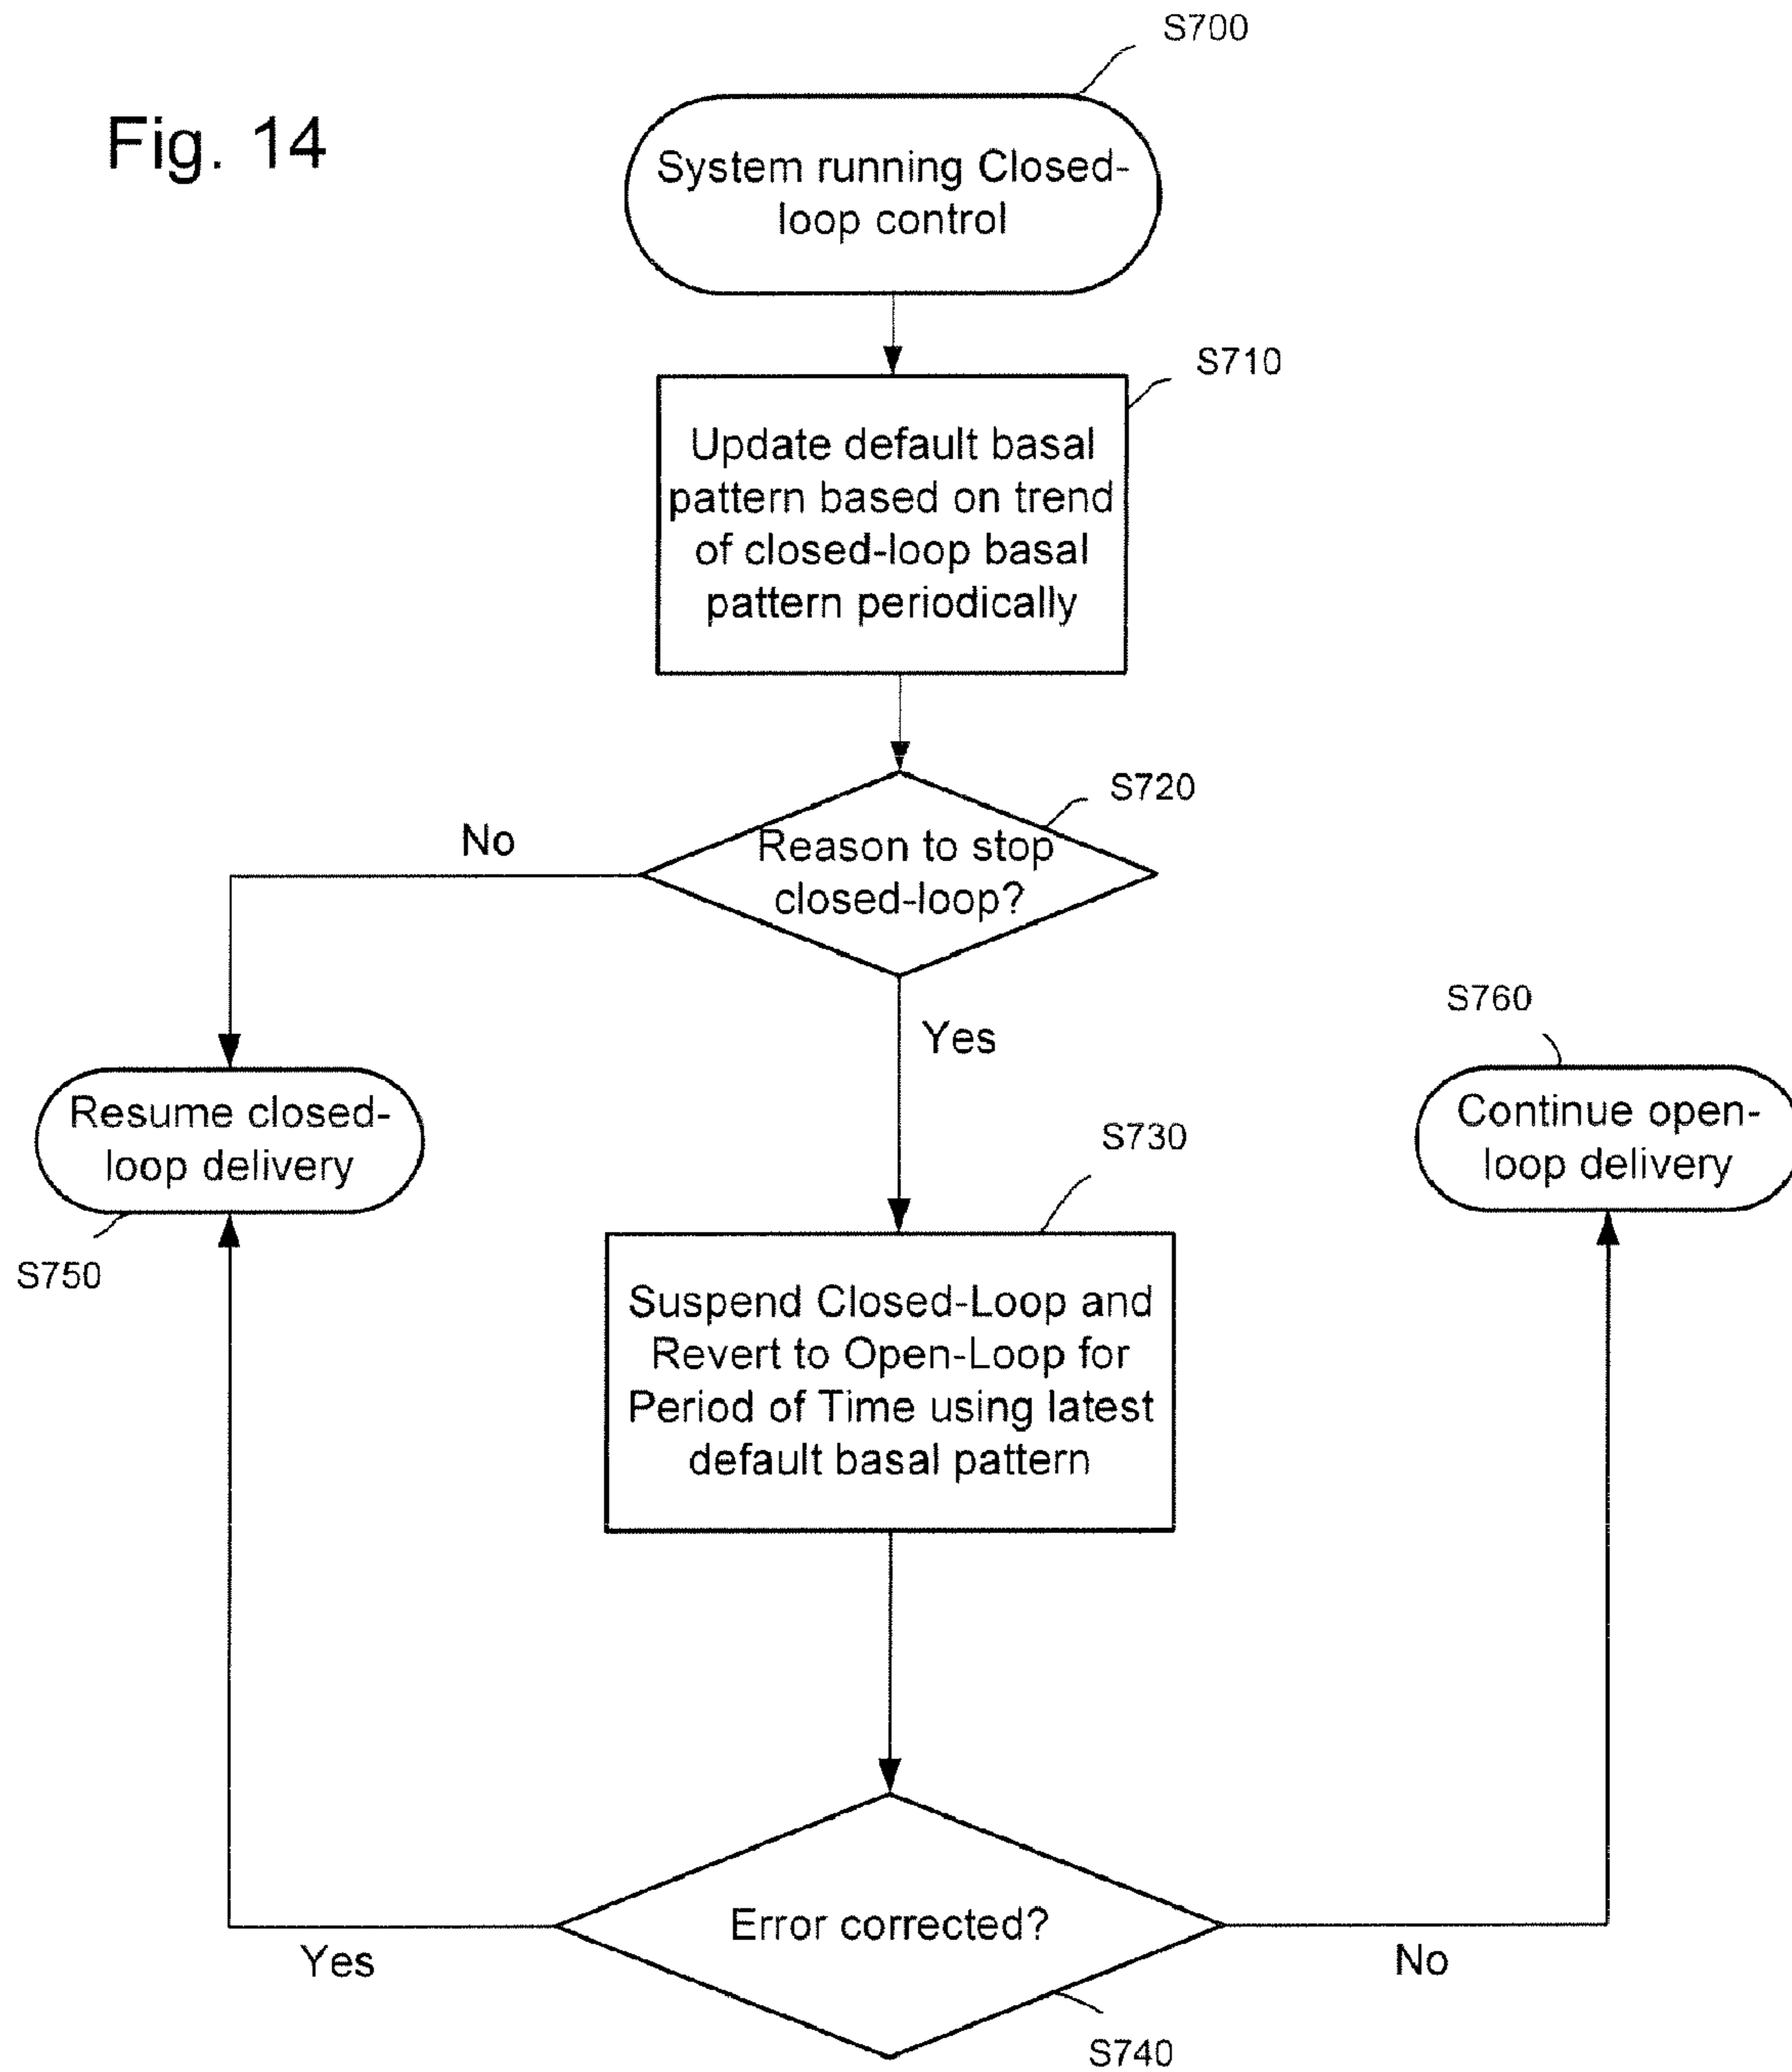 Fig. 14
S700
System running Closed-
loop control
S710
Update default basal
pattern based on trend
of closed-loop basal
pattern periodically
S720
Reason to stop
closed-loop?
No
Yes
S760
Resume closed-
loop delivery
Continue open-
loop delivery
S730
S750
Suspend Closed-Loop and
Revert to Open-Loop for
Period of Time using latest
default basal pattern
Error corrected?
Yes
No
S740